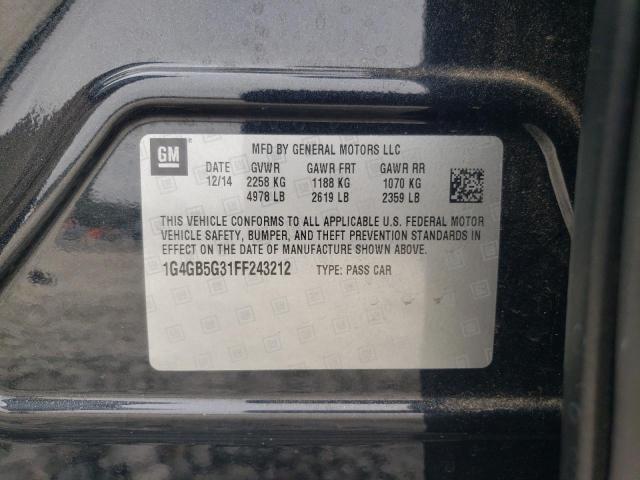 GM MFD BY GENERAL MOTORS LLC
DATE GVWR GAWR FRT GAWR RR
12/14 2258 KG 1188 KG 1070 KG
4978 LB 2619 LB 2359 LB
THIS VEHICLE CONFORMS TO ALL APPLICABLE U.S. FEDERAL MOTOR
VEHICLE SAFETY, BUMPER, AND THEFT PREVENTION STANDARDS IN
EFFECT ON THE DATE OF MANUFACTURE SHOWN ABOVE.
1G4GB5G31FF243212 TYPE: PASS CAR